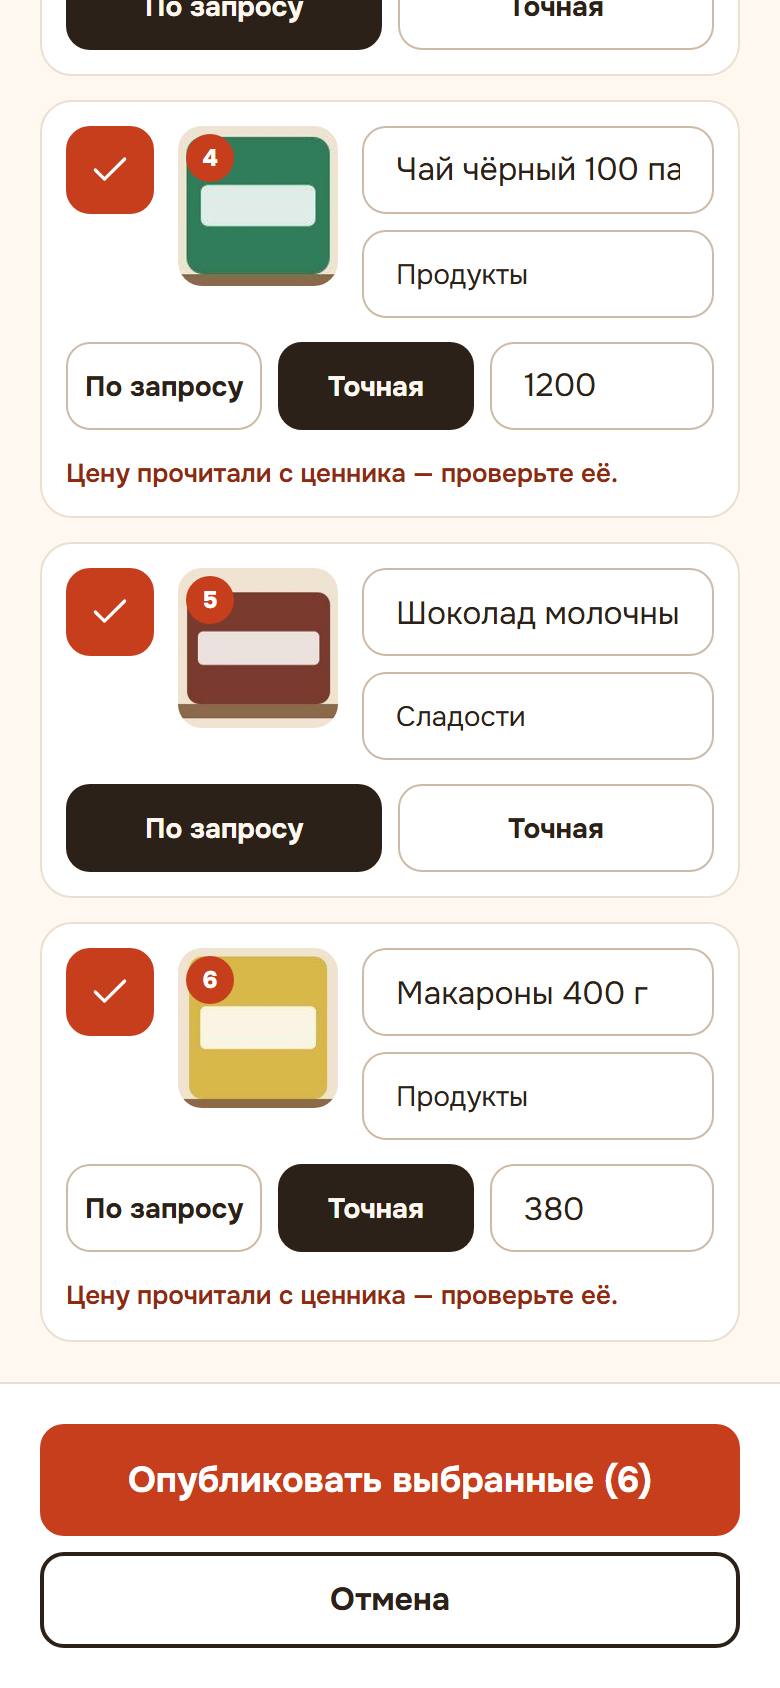 По запросу
Точная
4
Чай чёрный 100 па
Продукты
По запросу
Точная
1200
Цену прочитали с ценника — проверьте её.
5
Шоколад молочны
Сладости
По запросу
Точная
6
Макароны 400 г
Продукты
По запросу
Точная
380
Цену прочитали с ценника — проверьте её.
Опубликовать выбранные (6)
Отмена